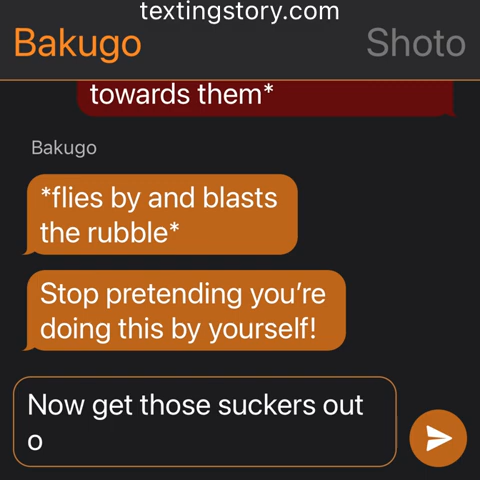 textingstory.com
Bakugo Shoto
towards them*
Bakugo
*flies by and blasts
the rubble*
Stop pretending you’re
doing this by yourself!
Now get those suckers out
o